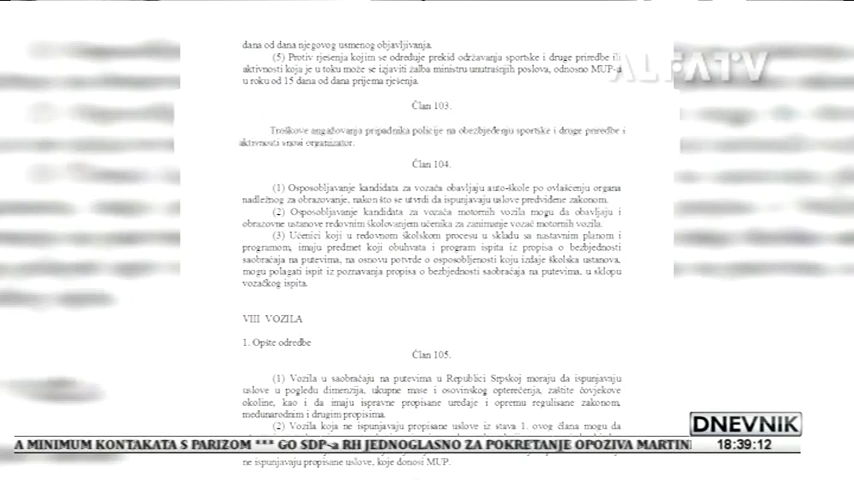 dana od dana njegovog usmenog objavljivanja.
(5) Protiv rješenja kojim se određuje prekid održavanja sportske i druge priredbe ili
aktivnosti koja je u toku može se izjaviti žalba ministru unutrašnjih poslova, odnosno MUP-a
u roku od 15 dana od dana prijema rješenja.
ALFATV
Član 103.
Troškove angažovanja pripadnika policije na obezbjeđenju sportske i druge priredbe i
aktivnosti snosi organizator.
Član 104.
(1) Osposobljavanje kandidata za vozača obavljaju auto-škole po ovlašćenju organa
nadležnog za obrazovanje, nakon što se utvrdi da ispunjavaju uslove predviđene zakonom.
(2) Osposobljavanje kandidata za vozača motornih vozila mogu da obavljaju i
obrazovne ustanove redovnim školovanjem učenika za zanimanje vozač motornih vozila.
(3) Učenici koji u redovnom školskom procesu u skladu sa nastavnim planom i
programom, imaju predmet koji obuhvata i program ispita iz propisa o bezbjednosti
saobraćaja na putevima, na osnovu potvrde o osposobljenosti koju izdaje školska ustanova,
mogu polagati ispit iz poznavanja propisa o bezbjednosti saobraćaja na putevima, u sklopu
vozačkog ispita.
VIII VOZILA
1. Opšte odredbe
Član 105.
(1) Vozila u saobraćaju na putevima u Republici Srpskoj moraju da ispunjavaju
uslove u pogledu dimenzija, ukupne mase i osovinskog opterećenja, zaštite čovjekove
okoline, kao i da imaju ispravne propisane uređaje i opremu regulisane zakonom,
međunarodnim i drugim propisima.
(2) Vozila koja ne ispunjavaju propisane uslove iz stava 1. ovog člana mogu da
DNEVNIK
A MINIMUM KONTAKATA S PARIZOM *** GO SDP-a RH JEDNOGLASNO ZA POKRETANJE OPOZIVA MARTIN
18:39:12
ne ispunjavaju propisane uslove, koje donosi MUP.